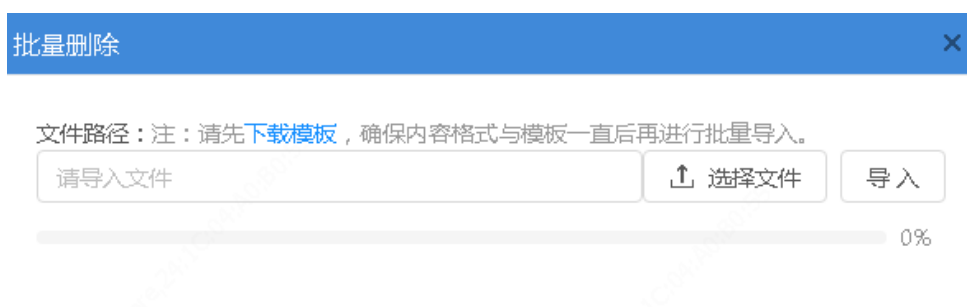 批量删除
文件路径：注：请先下载模板，确保内容格式与模板一直后再进行批量导入。
请导入文件 选择文件 导入
0%